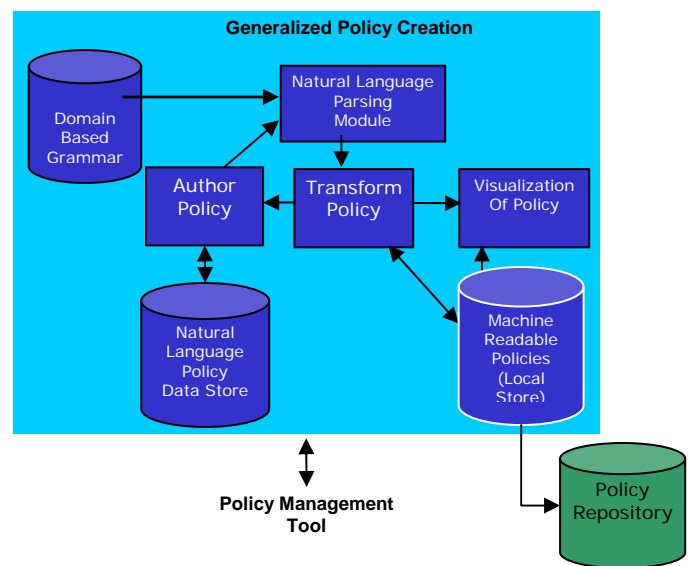 Generalized Policy Creation
Domain
Based
Grammar
Natural Language
Parsing
Module
Author
Policy
Transform
Policy
Visualization
Of Policy
Natural
Language
Policy
Data Store
Machine
Readable
Policies
(Local
Store)
Policy Management
Tool
Policy
Repository